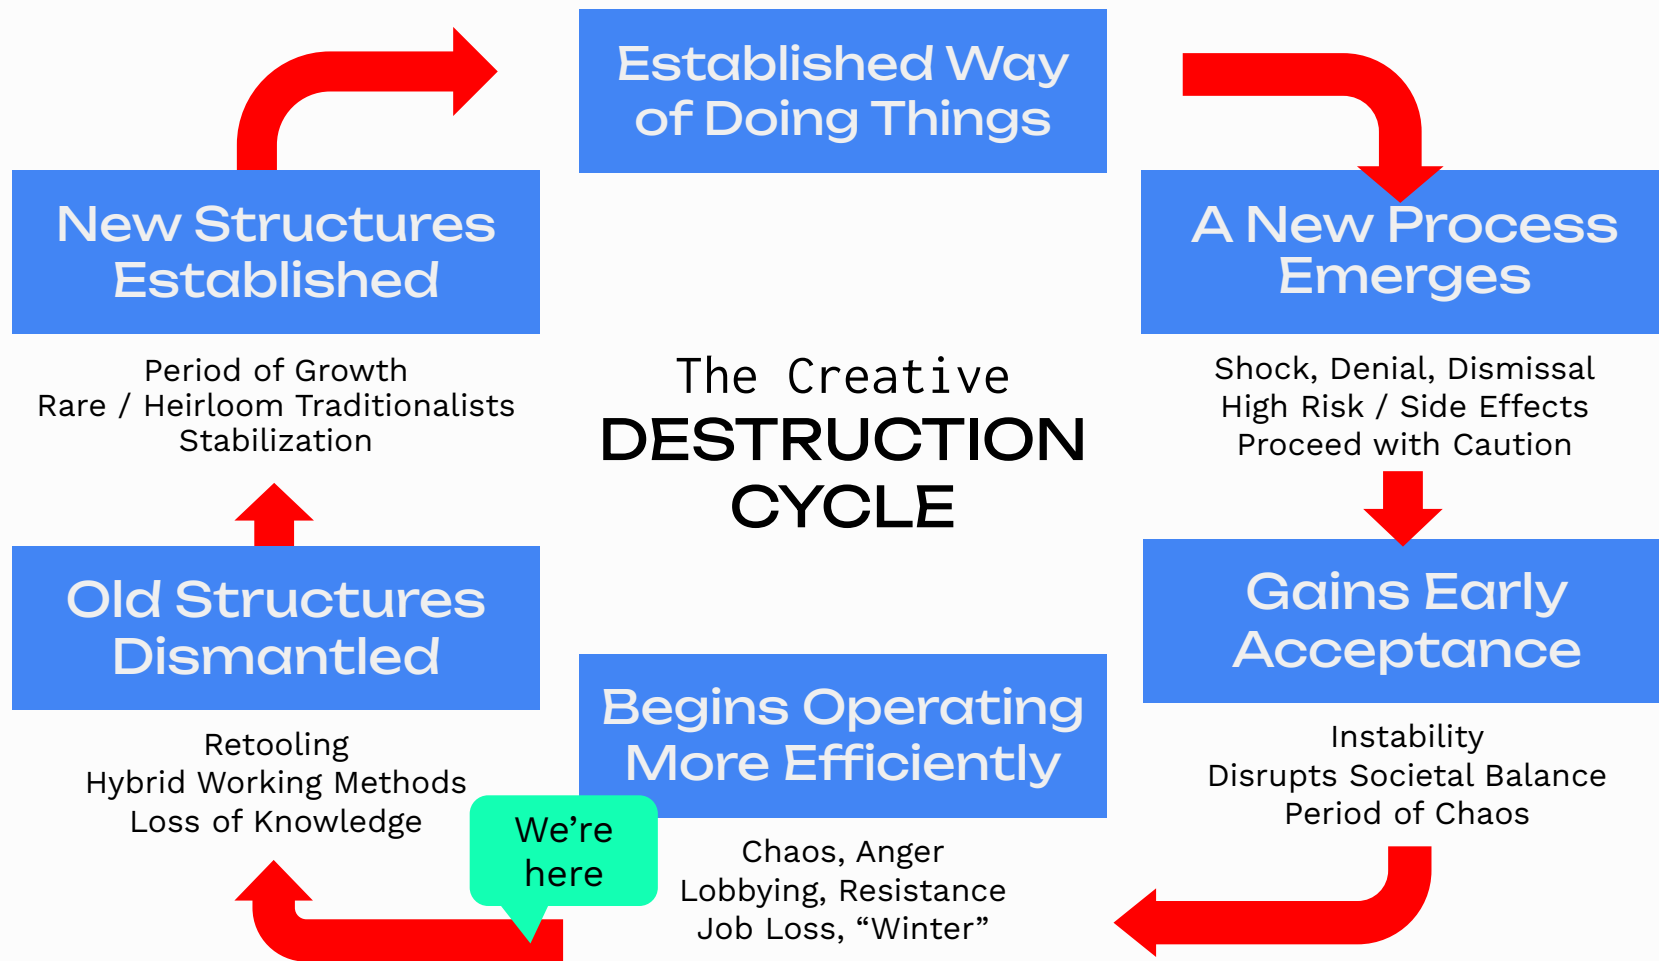 Established Way
of Doing Things
A New Process
Emerges
Shock, Denial, Dismissal
High Risk / Side Effects
Proceed with Caution
Gains Early
Acceptance
Instability
Disrupts Societal Balance
Period of Chaos
Begins Operating
More Efficiently
Chaos, Anger
Lobbying, Resistance
Job Loss, “Winter”
We’re
here
Old Structures
Dismantled
Retooling
Hybrid Working Methods
Loss of Knowledge
New Structures
Established
Period of Growth
Rare / Heirloom Traditionalists
Stabilization
The Creative
DESTRUCTION
CYCLE